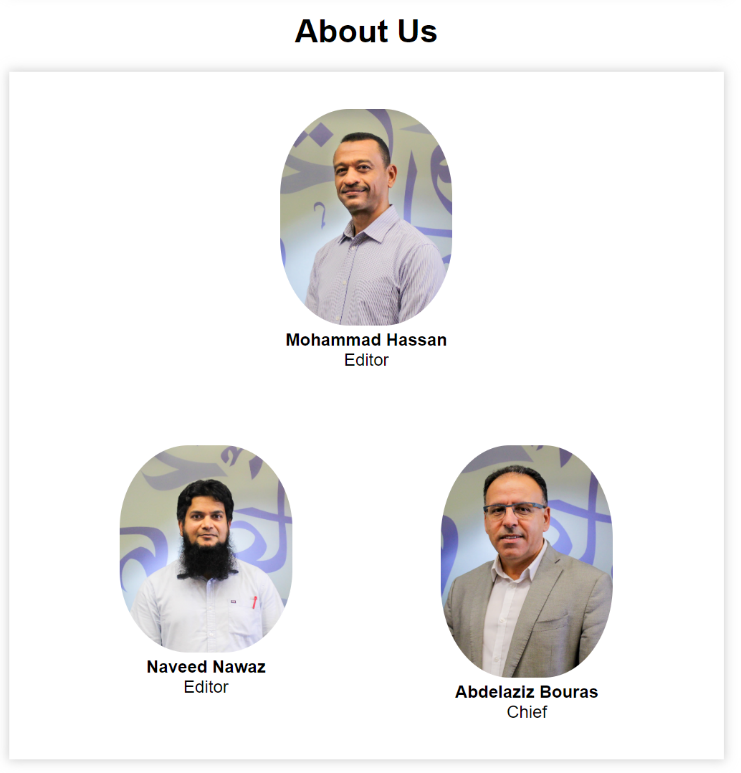 About Us
Mohammad Hassan
Editor
Naveed Nawaz
Editor
Abdelaziz Bouras
Chief